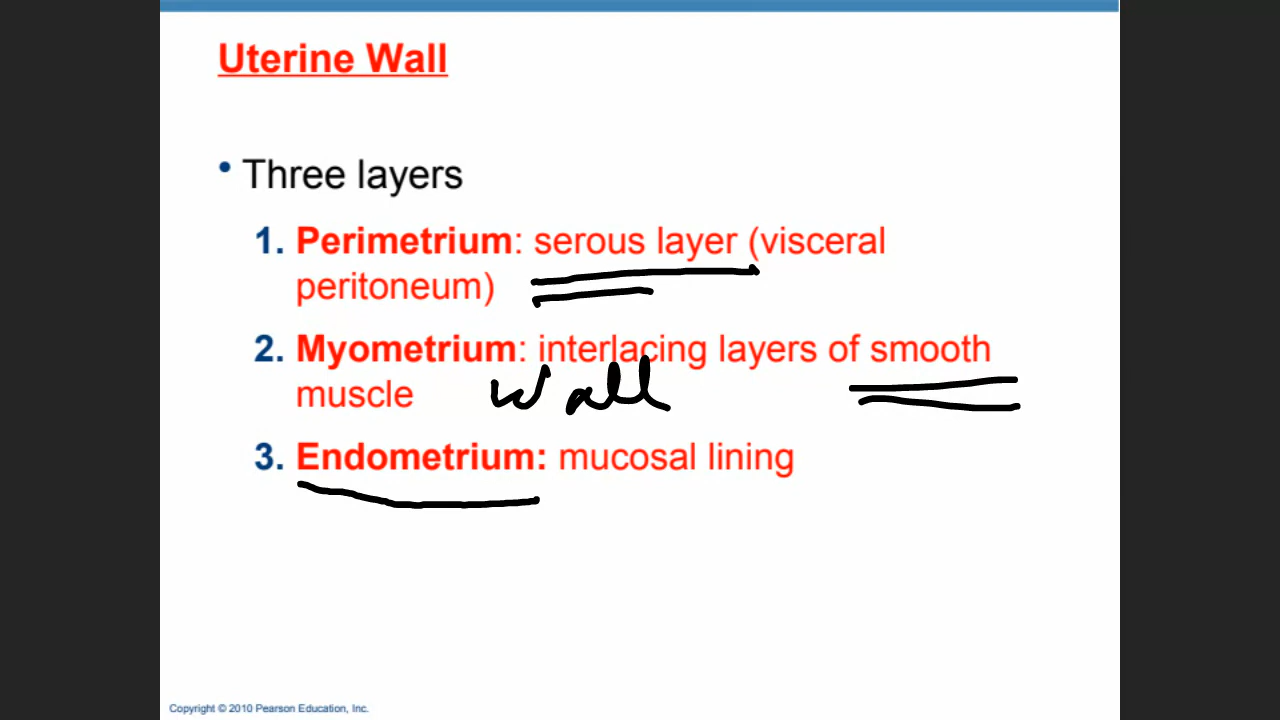 Uterine Wall
• Three layers
1. Perimetrium: serous layer (visceral
peritoneum)
2. Myometrium: interlacing layers of smooth
muscle wall
3. Endometrium: mucosal lining
Copyright © 2010 Pearson Education, Inc.